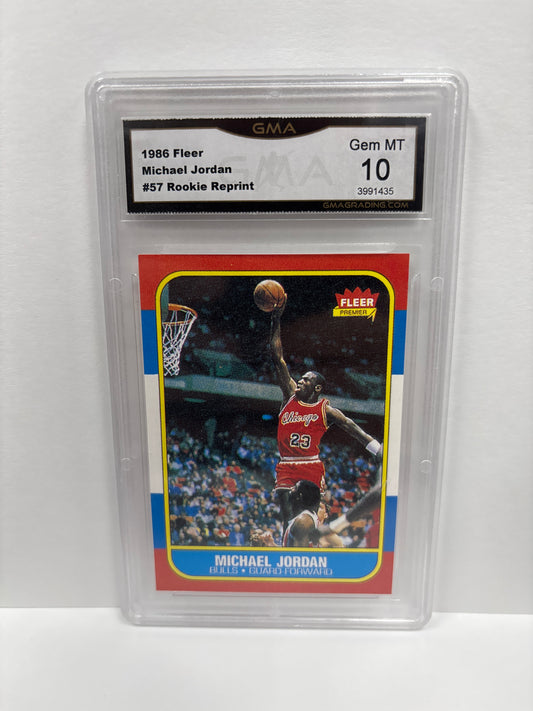 GMA
1986 Fleer
Michael Jordan
#57 Rookie Reprint
Gem MT
10
3991435
GMAGRADING.COM
GMA
FLEER
PREMIER
Chicago
23
MICHAEL JORDAN
BULLS • GUARD-FORWARD